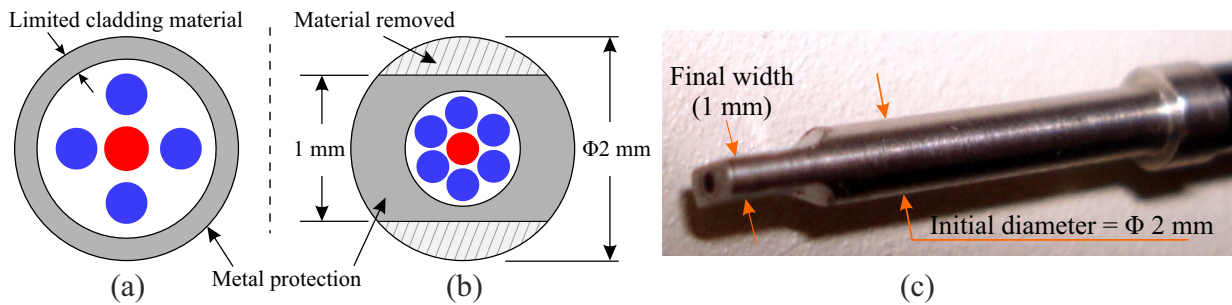 Limited cladding material
Material removed
1 mm
Φ2 mm
Metal protection
(a)
(b)
Final width
(1 mm)
Initial diameter = Φ 2 mm
(c)